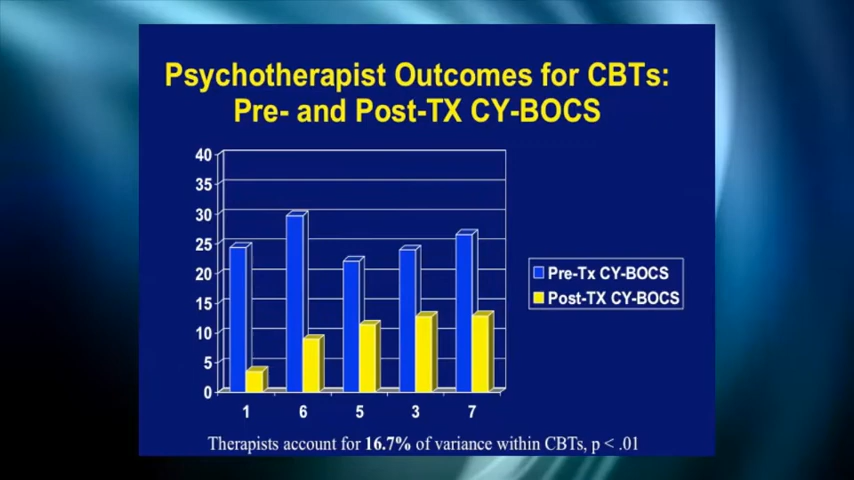 Psychotherapist Outcomes for CBTs:
Pre- and Post-TX CY-BOCS
40
35
30
25
20
15
10
5
0
1 6 5 3 7
Pre-Tx CY-BOCS
Post-TX CY-BOCS
Therapists account for 16.7% of variance within CBTs, p < .01